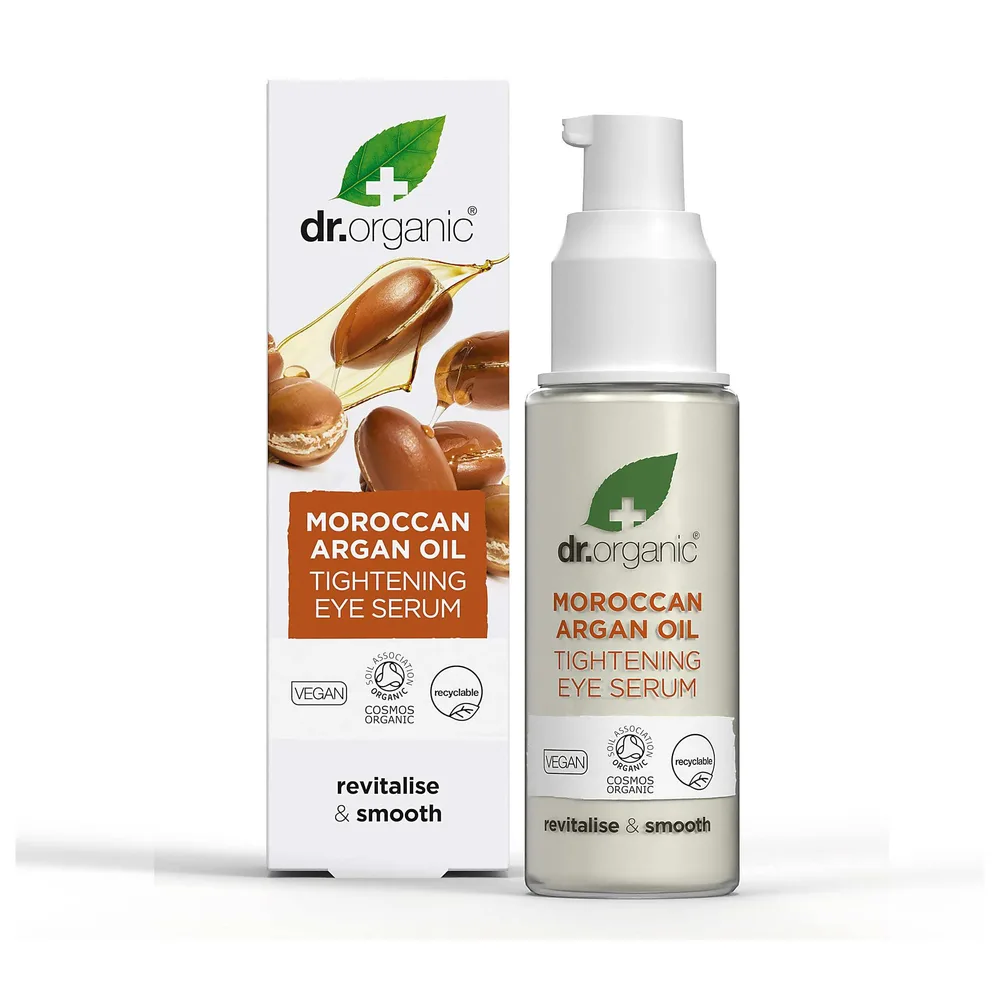 dr.organic®
MOROCCAN
ARGAN OIL
TIGHTENING
EYE SERUM
VEGAN
SOIL ASSOCIATION
ORGANIC
COSMOS
ORGANIC
recyclable
revitalise
& smooth
dr.organic®
MOROCCAN
ARGAN OIL
TIGHTENING
EYE SERUM
VEGAN
SOIL ASSOCIATION
ORGANIC
COSMOS
ORGANIC
recyclable
revitalise & smooth